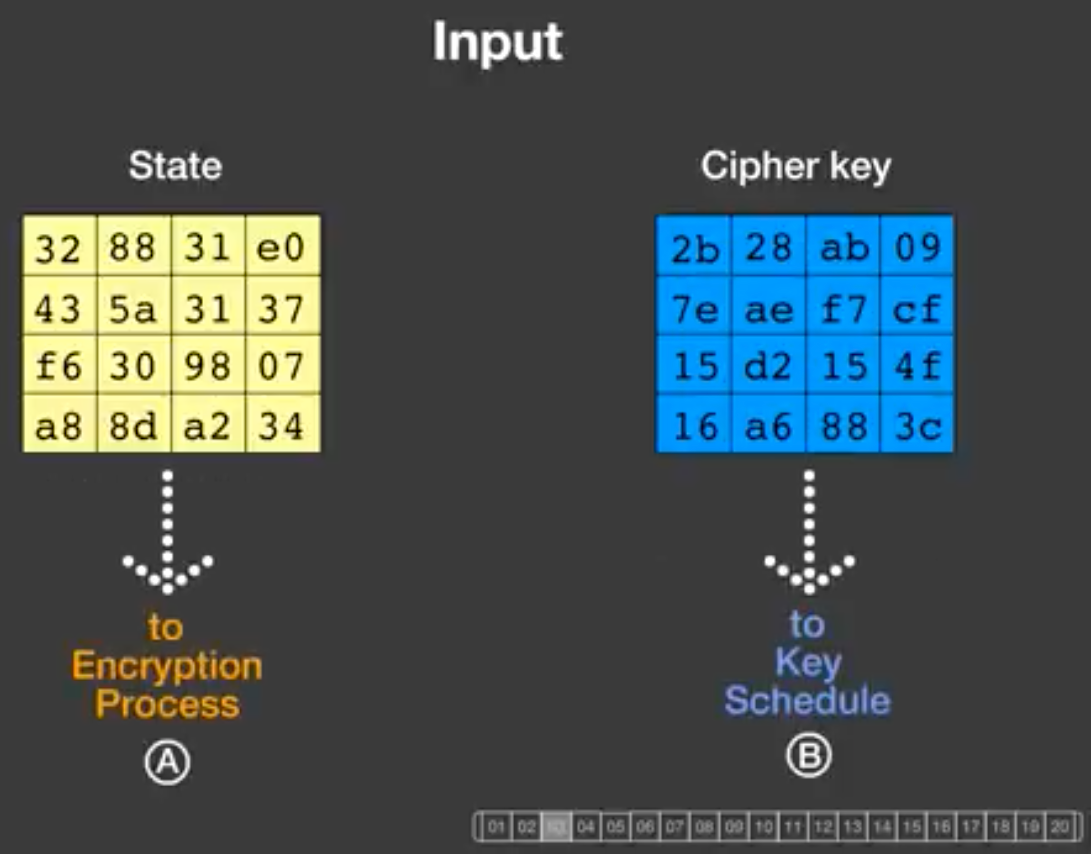 Input
State
Cipher key
32 88 31 e0
43 5a 31 37
f6 30 98 07
a8 8d a2 34
2b 28 ab 09
7e ae f7 cf
15 d2 15 4f
16 a6 88 3c
to
Encryption
Process
A
to
Key
Schedule
B
01 02 03 04 05 06 07 08 09 10 11 12 13 14 15 16 17 18 19 20